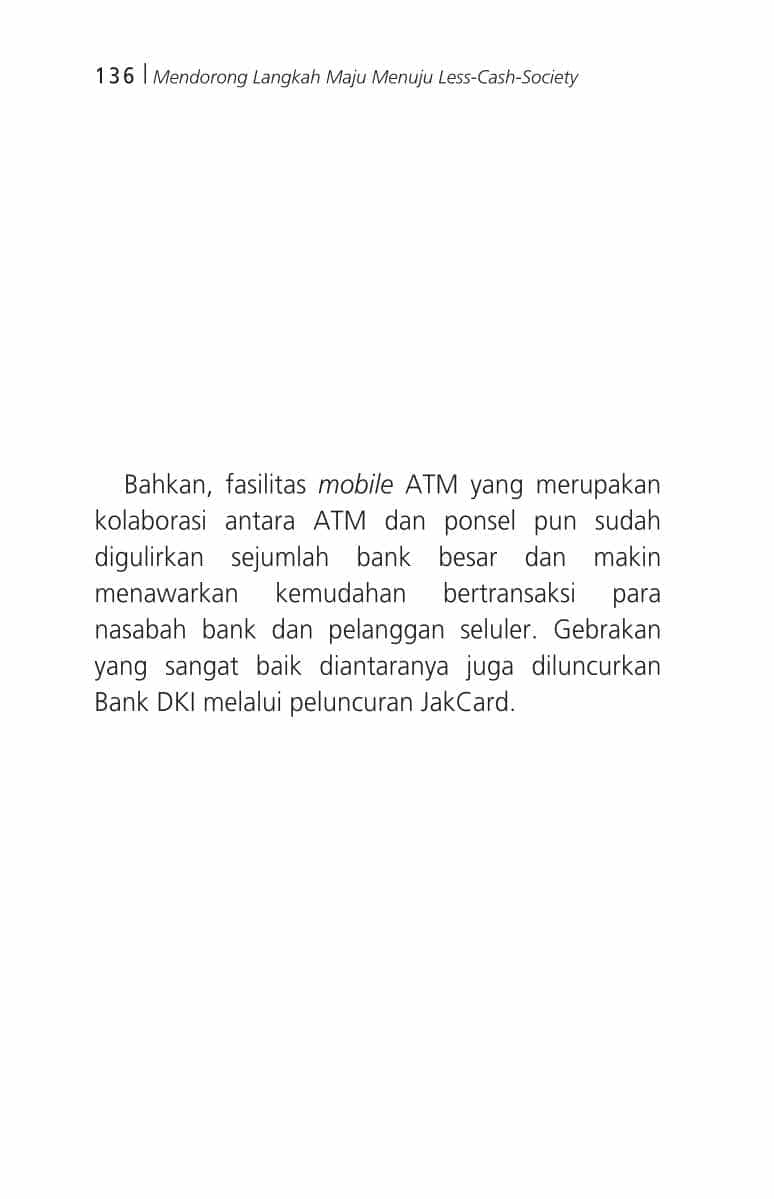 136 | Mendorong Langkah Maju Menuju Less-Cash-Society
Bahkan, fasilitas mobile ATM yang merupakan
kolaborasi antara ATM dan ponsel pun sudah
digulirkan sejumlah bank besar dan makin
menawarkan kemudahan bertransaksi para
nasabah bank dan pelanggan seluler. Gebrakan
yang sangat baik diantaranya juga diluncurkan
Bank DKI melalui peluncuran JakCard.